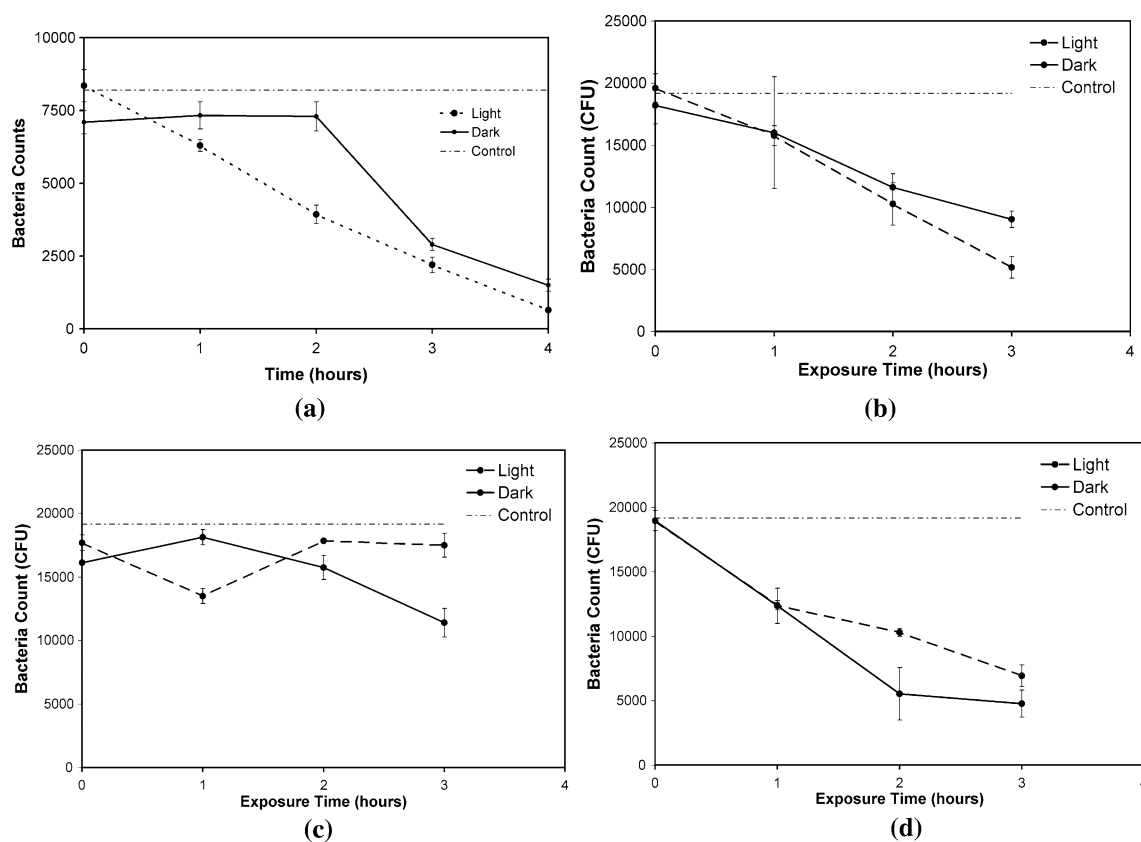 10000
7500
5000
2500
0
Bacteria Counts
0 1 2 3 4
Time (hours)
Light
Dark
Control
(a)
25000
20000
15000
10000
5000
0
Bacteria Count (CFU)
0 1 2 3 4
Exposure Time (hours)
Light
Dark
Control
(b)
25000
20000
15000
10000
5000
0
Bacteria Count (CFU)
0 1 2 3 4
Exposure Time (hours)
Light
Dark
Control
(c)
25000
20000
15000
10000
5000
0
Bacteria Count (CFU)
0 1 2 3 4
Exposure Time (hours)
Light
Dark
Control
(d)